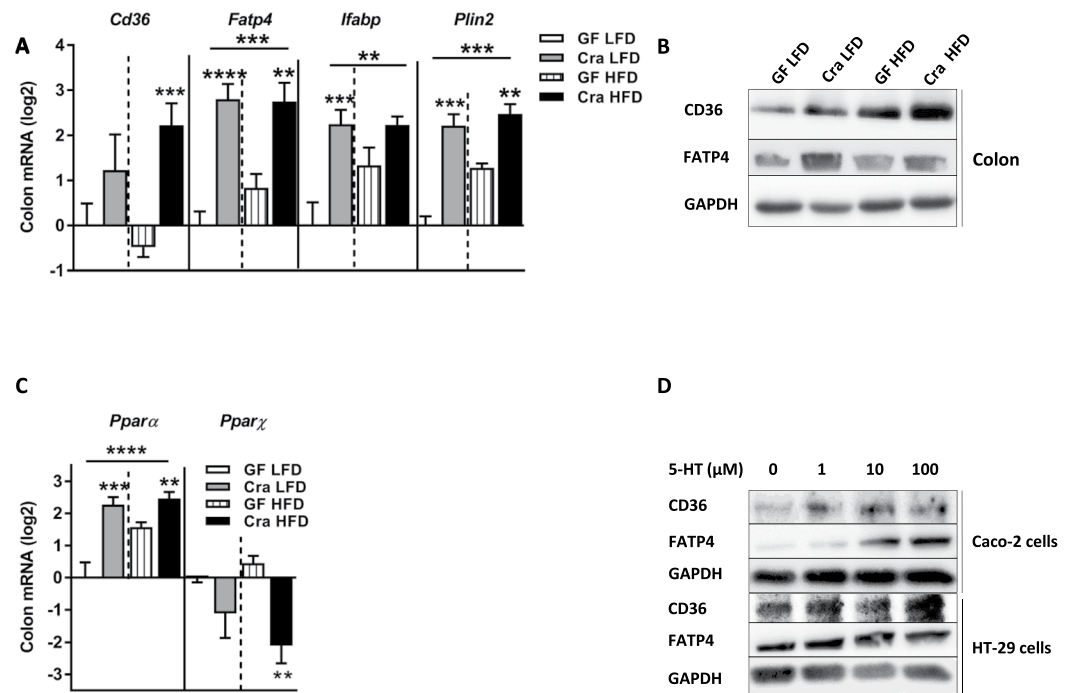 A
Cd36 Fatp4 Ifabp Plin2
*** ** ***
*** **** ** *** *** **
Colon mRNA (log2)
4
3
2
1
0
-1
GF LFD
Cra LFD
GF HFD
Cra HFD
B
GF LFD Cra LFD GF HFD Cra HFD
CD36
FATP4
GAPDH
Colon
C
Pparα Pparχ
****
*** **
Colon mRNA (log2)
3
2
1
0
-1
-2
-3
GF LFD
Cra LFD
GF HFD
Cra HFD
**
D
5-HT (µM) 0 1 10 100
CD36
FATP4
GAPDH
Caco-2 cells
CD36
FATP4
GAPDH
HT-29 cells